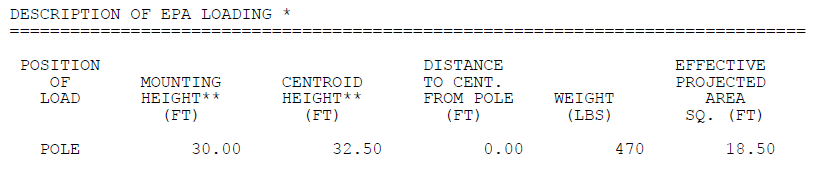 DESCRIPTION OF EPA LOADING *
================================================================================
POSITION DISTANCE EFFECTIVE
OF MOUNTING CENTROID TO CENT. PROJECTED
LOAD HEIGHT** HEIGHT** FROM POLE WEIGHT AREA
(FT) (FT) (FT) (LBS) SQ. (FT)
POLE 30.00 32.50 0.00 470 18.50